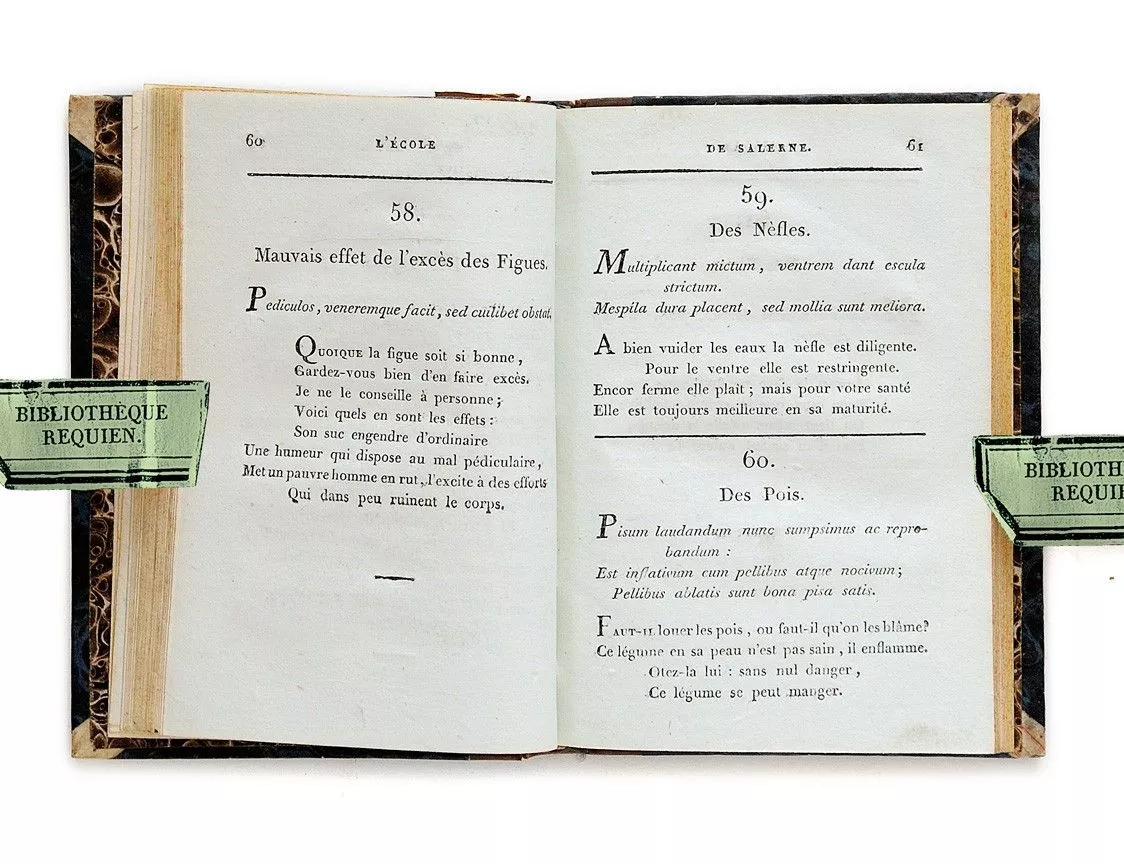 60
L'ÉCOLE
58.
Mauvais effet de l'excès des Figues.
Pediculos, veneremque facit, sed cuilibet obstat.
QUOIQUE la figue soit si bonne,
Gardez-vous bien d'en faire excès.
Je ne le conseille à personne ;
Voici quels en sont les effets :
Son suc engendre d'ordinaire
Une humeur qui dispose au mal pédiculaire,
Met un pauvre homme en rut, l'excite à des efforts
Qui dans peu ruinent le corps.
BIBLIOTHÈQUE
REQUIEN.
DE SALERNE.
61
59.
Des Nèfles.
Multiplicant mictum, ventrem dant escula
strictum.
Mespila dura placent, sed mollia sunt meliora.
A bien vuider les eaux la nèfle est diligente.
Pour le ventre elle est restringente.
Encor ferme elle plait ; mais pour votre santé
Elle est toujours meilleure en sa maturité.
60.
Des Pois.
Pisum laudandum nunc sumpsimus ac repro-
bandum :
Est inflativum cum pellibus atque nocivum ;
Pellibus ablatis sunt bona pisa satis.
FAUT-IL louer les pois, ou faut-il qu'on les blâme?
Ce légume en sa peau n'est pas sain, il enflamme.
Otez-la lui : sans nul danger,
Ce légume se peut manger.
BIBLIOTH
REQUIE